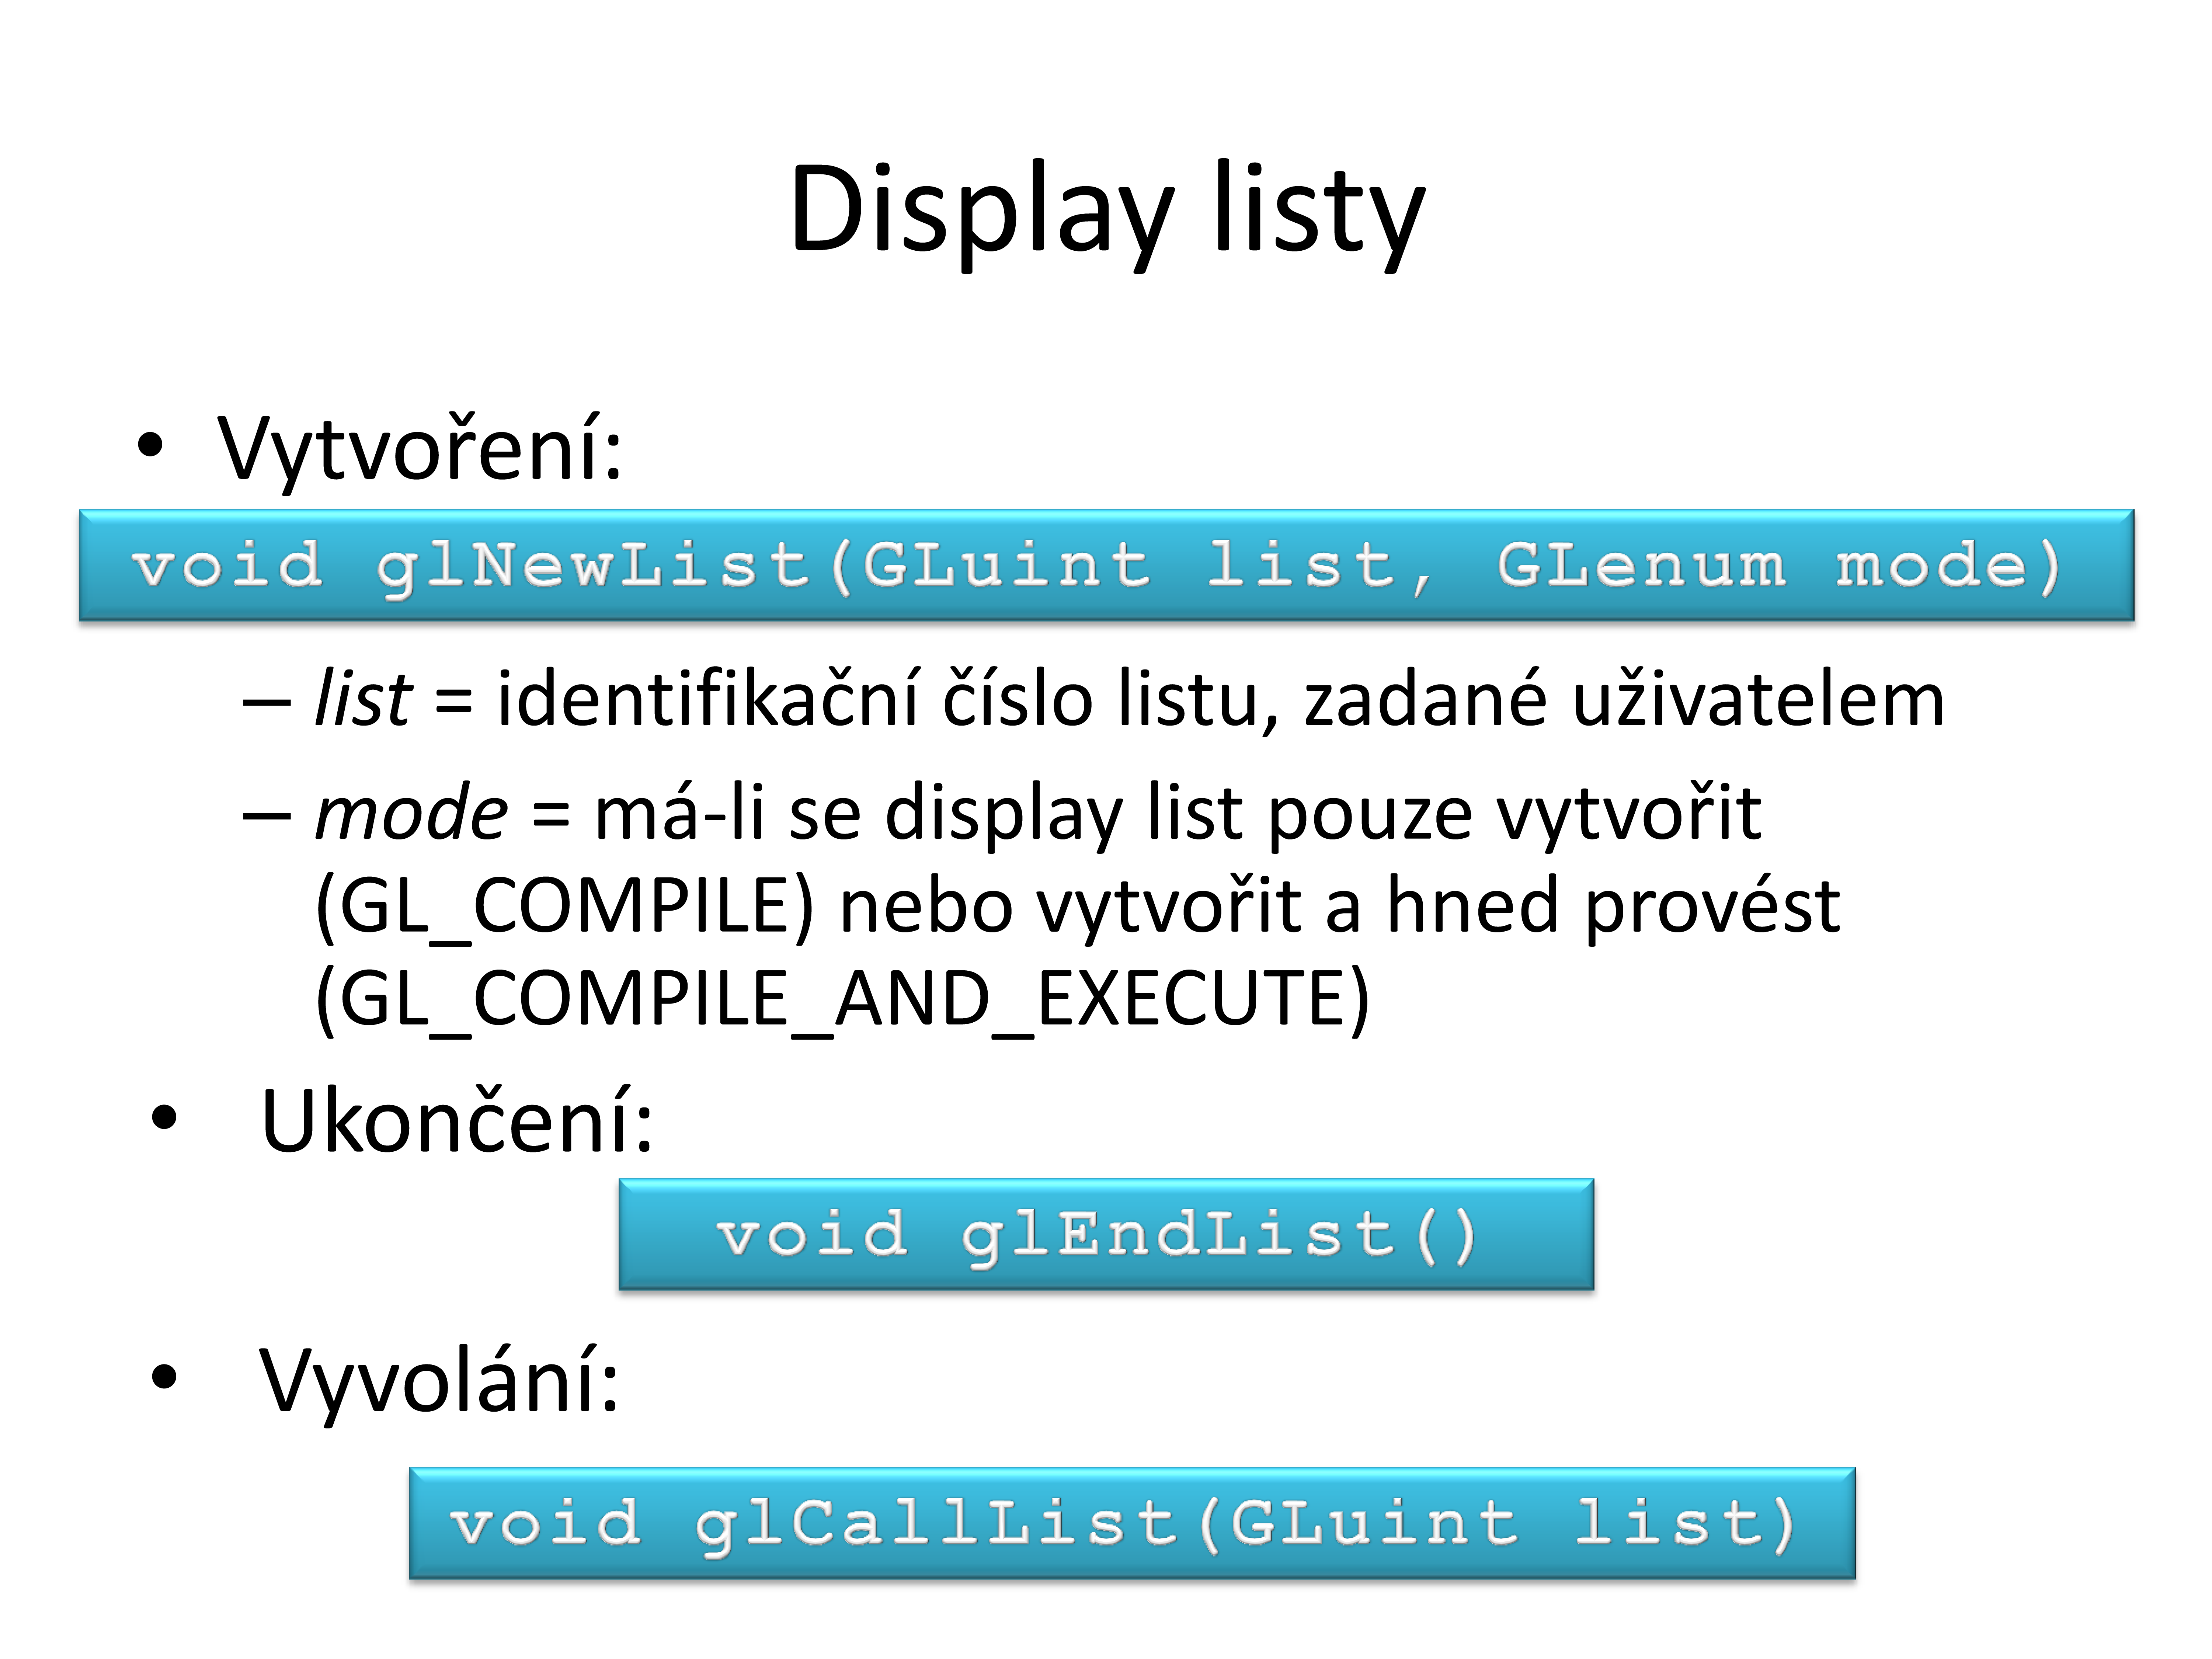 Display listy
• Vytvoření:
void glNewList(GLuint list, GLenum mode)
– list = identifikační číslo listu, zadané uživatelem
– mode = má-li se display list pouze vytvořit
(GL_COMPILE) nebo vytvořit a hned provést
(GL_COMPILE_AND_EXECUTE)
• Ukončení:
void glEndList()
• Vyvolání:
void glCallList(GLuint list)